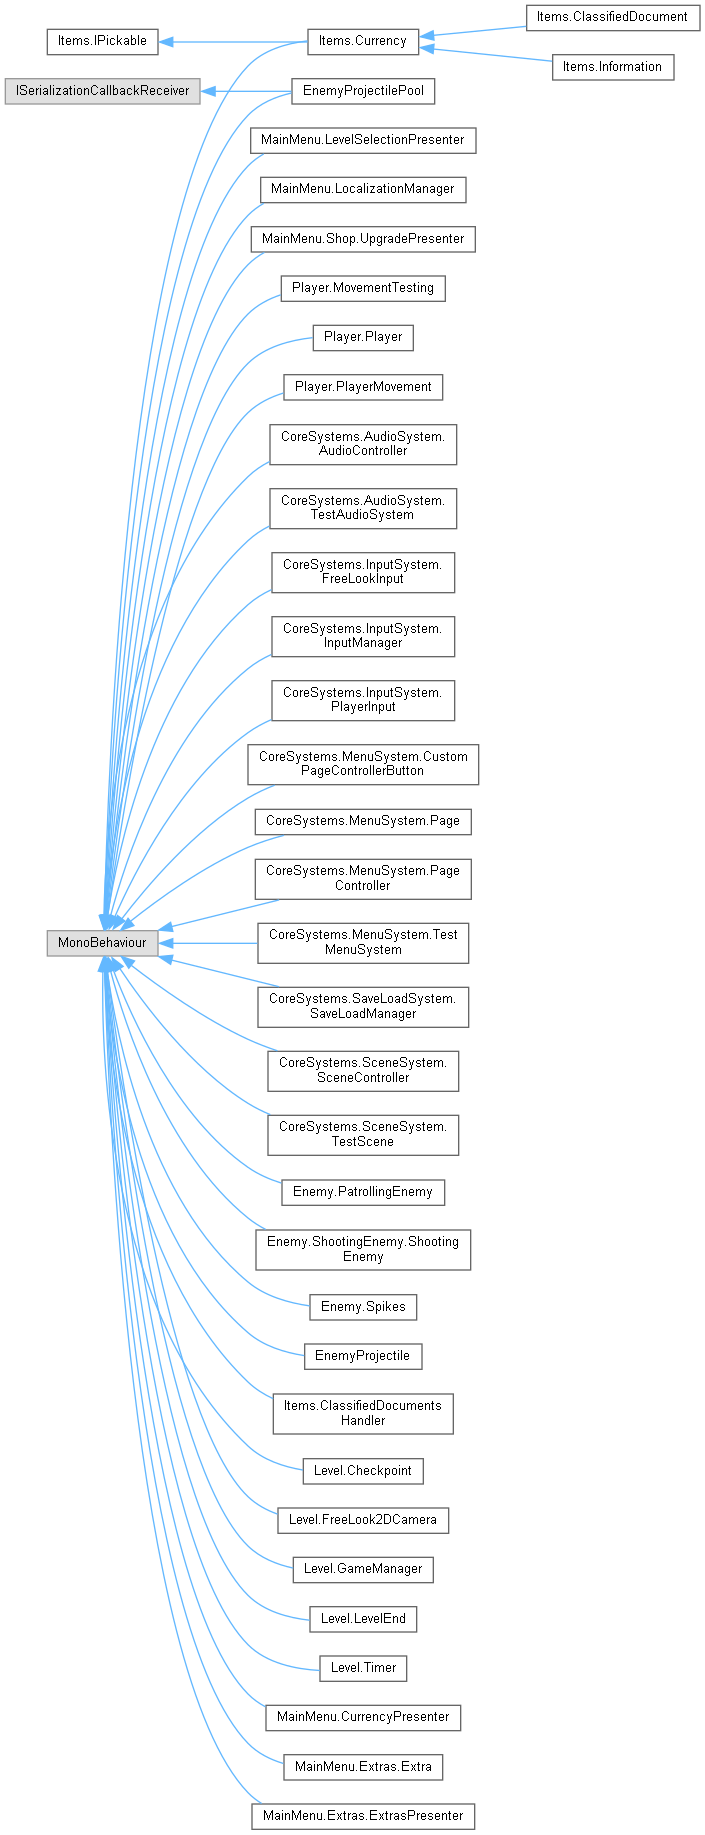 Items.ClassifiedDocument
Items.IPickable
Items.Currency
Items.Information
ISerializationCallbackReceiver
EnemyProjectilePool
MainMenu.LevelSelectionPresenter
MainMenu.LocalizationManager
MainMenu.Shop.UpgradePresenter
Player.MovementTesting
Player.Player
Player.PlayerMovement
CoreSystems.AudioSystem.
AudioController
CoreSystems.AudioSystem.
TestAudioSystem
CoreSystems.InputSystem.
FreeLookInput
CoreSystems.InputSystem.
InputManager
CoreSystems.InputSystem.
PlayerInput
CoreSystems.MenuSystem.Custom
PageControllerButton
CoreSystems.MenuSystem.Page
CoreSystems.MenuSystem.Page
Controller
MonoBehaviour
CoreSystems.MenuSystem.Test
MenuSystem
CoreSystems.SaveLoadSystem.
SaveLoadManager
CoreSystems.SceneSystem.
SceneController
CoreSystems.SceneSystem.
TestScene
Enemy.PatrollingEnemy
Enemy.ShootingEnemy.Shooting
Enemy
Enemy.Spikes
EnemyProjectile
Items.ClassifiedDocuments
Handler
Level.Checkpoint
Level.FreeLook2DCamera
Level.GameManager
Level.LevelEnd
Level.Timer
MainMenu.CurrencyPresenter
MainMenu.Extras.Extra
MainMenu.Extras.ExtrasPresenter